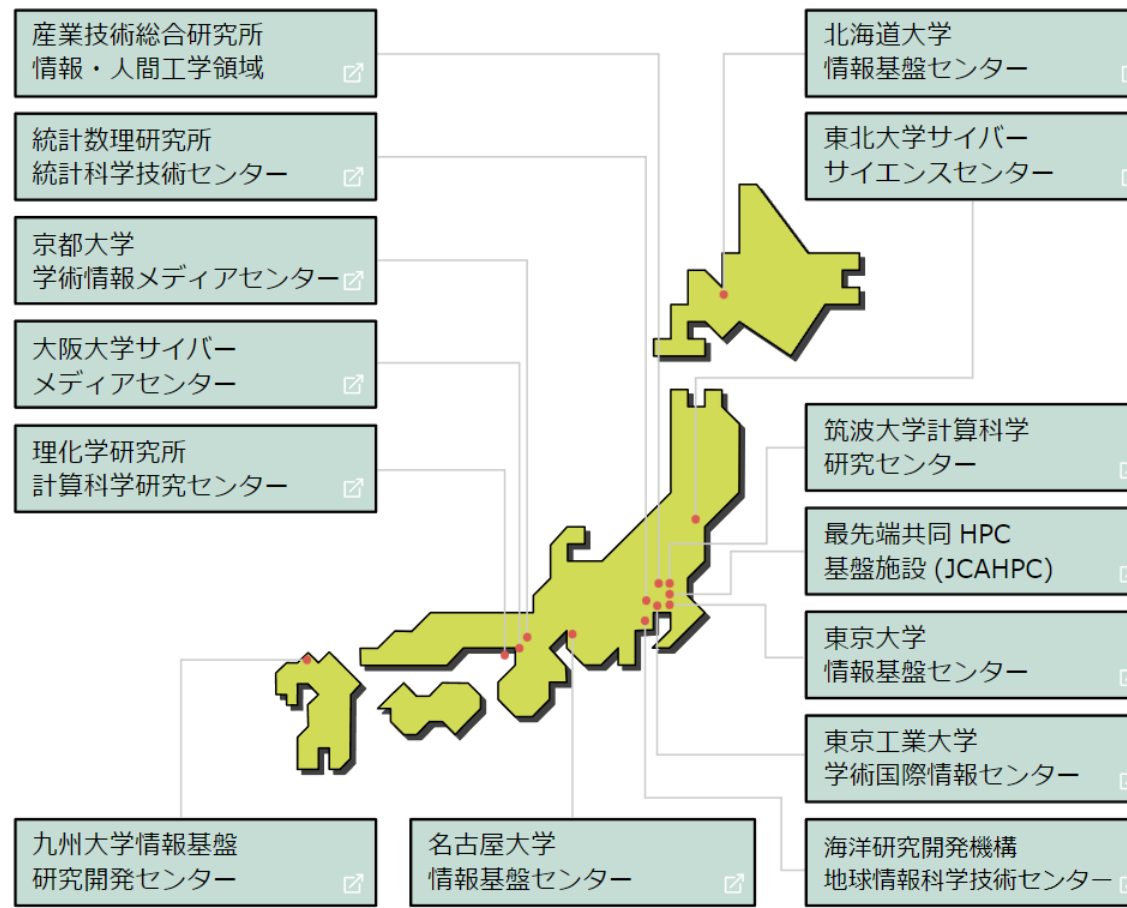 産業技術総合研究所
情報・人間工学領域
統計数理研究所
統計科学技術センター
京都大学
学術情報メディアセンター
大阪大学サイバー
メディアセンター
理化学研究所
計算科学研究センター
北海道大学
情報基盤センター
東北大学サイバー
サイエンスセンター
筑波大学計算科学
研究センター
最先端共同 HPC
基盤施設 (JCAHPC)
東京大学
情報基盤センター
東京工業大学
学術国際情報センター
九州大学情報基盤
研究開発センター
名古屋大学
情報基盤センター
海洋研究開発機構
地球情報科学技術センター